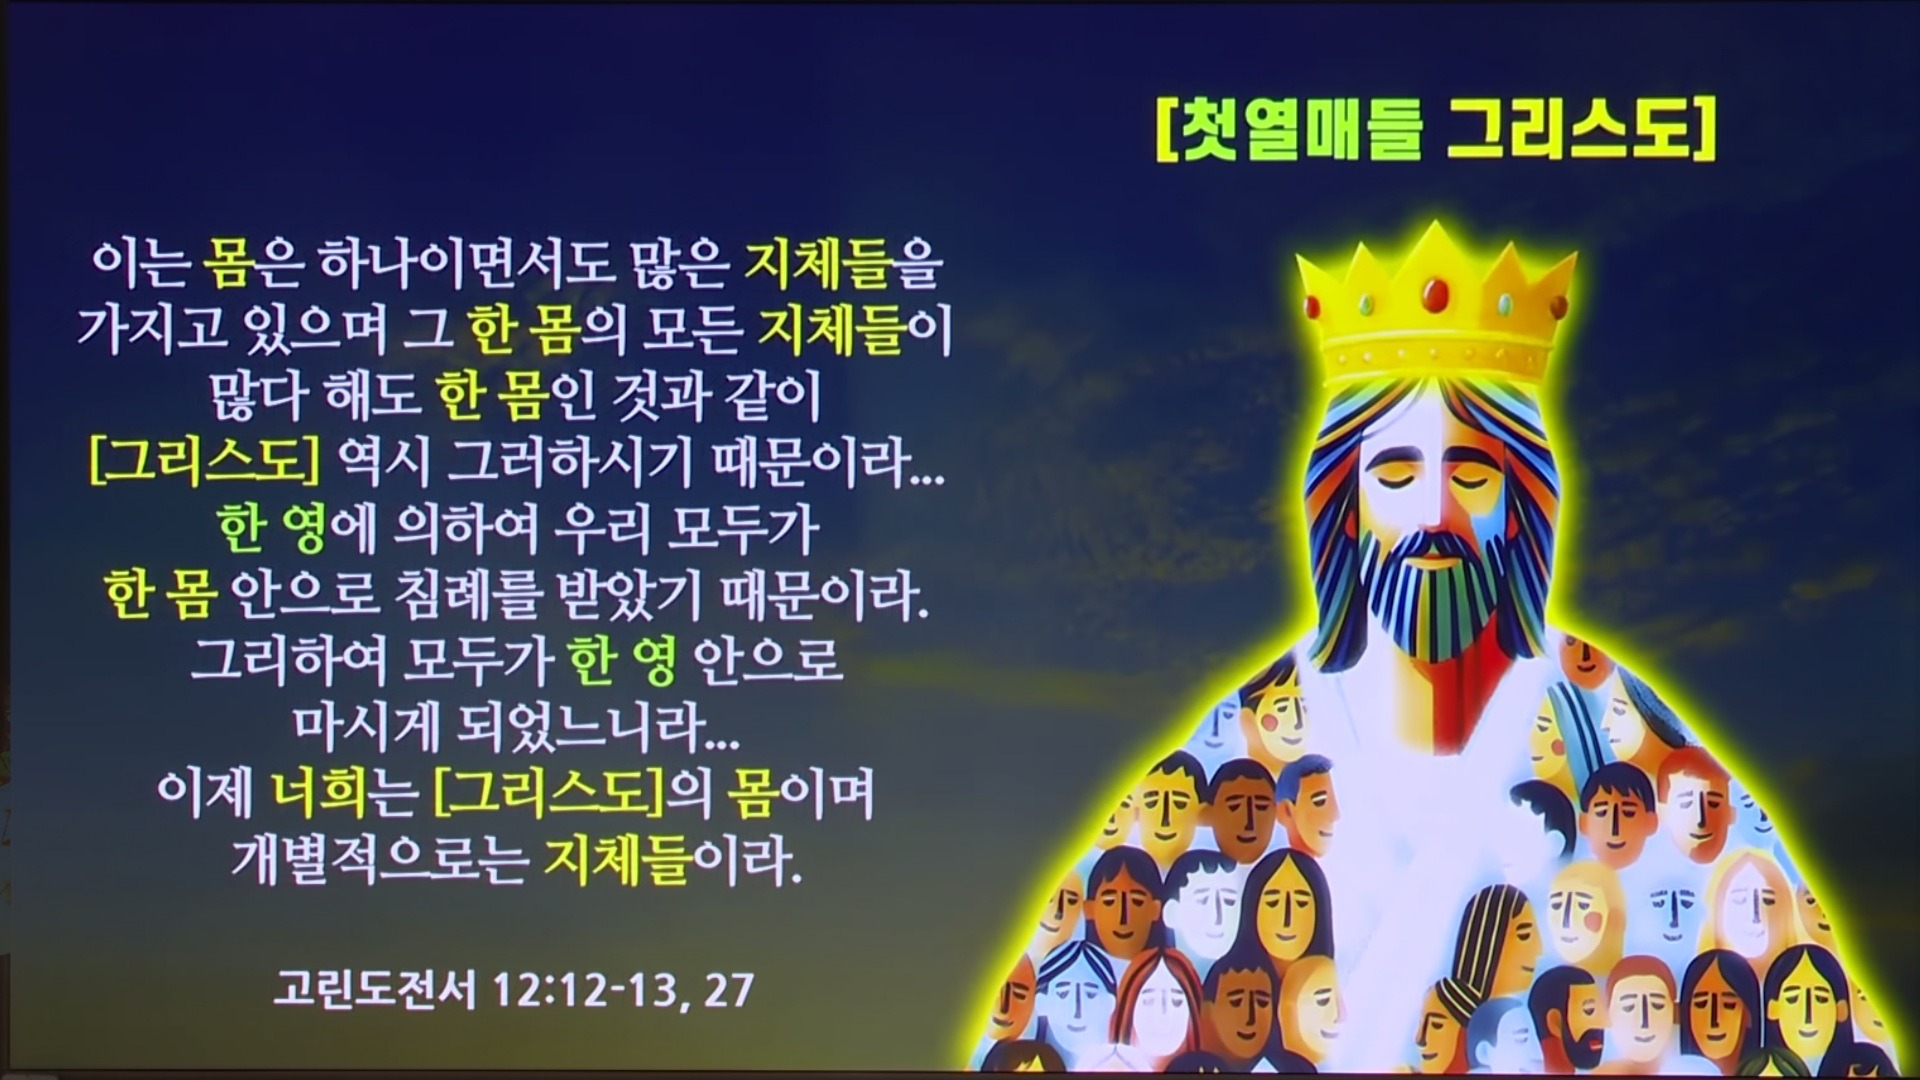 [첫열매들 그리스도]
이는 몸은 하나이면서도 많은 지체들을
가지고 있으며 그 한 몸의 모든 지체들이
많다 해도 한 몸인 것과 같이
[그리스도] 역시 그러하시기 때문이라...
한 영에 의하여 우리 모두가
한 몸 안으로 침례를 받았기 때문이라.
그리하여 모두가 한 영 안으로
마시게 되었느니라...
이제 너희는 [그리스도]의 몸이며
개별적으로는 지체들이라.
고린도전서 12:12-13, 27